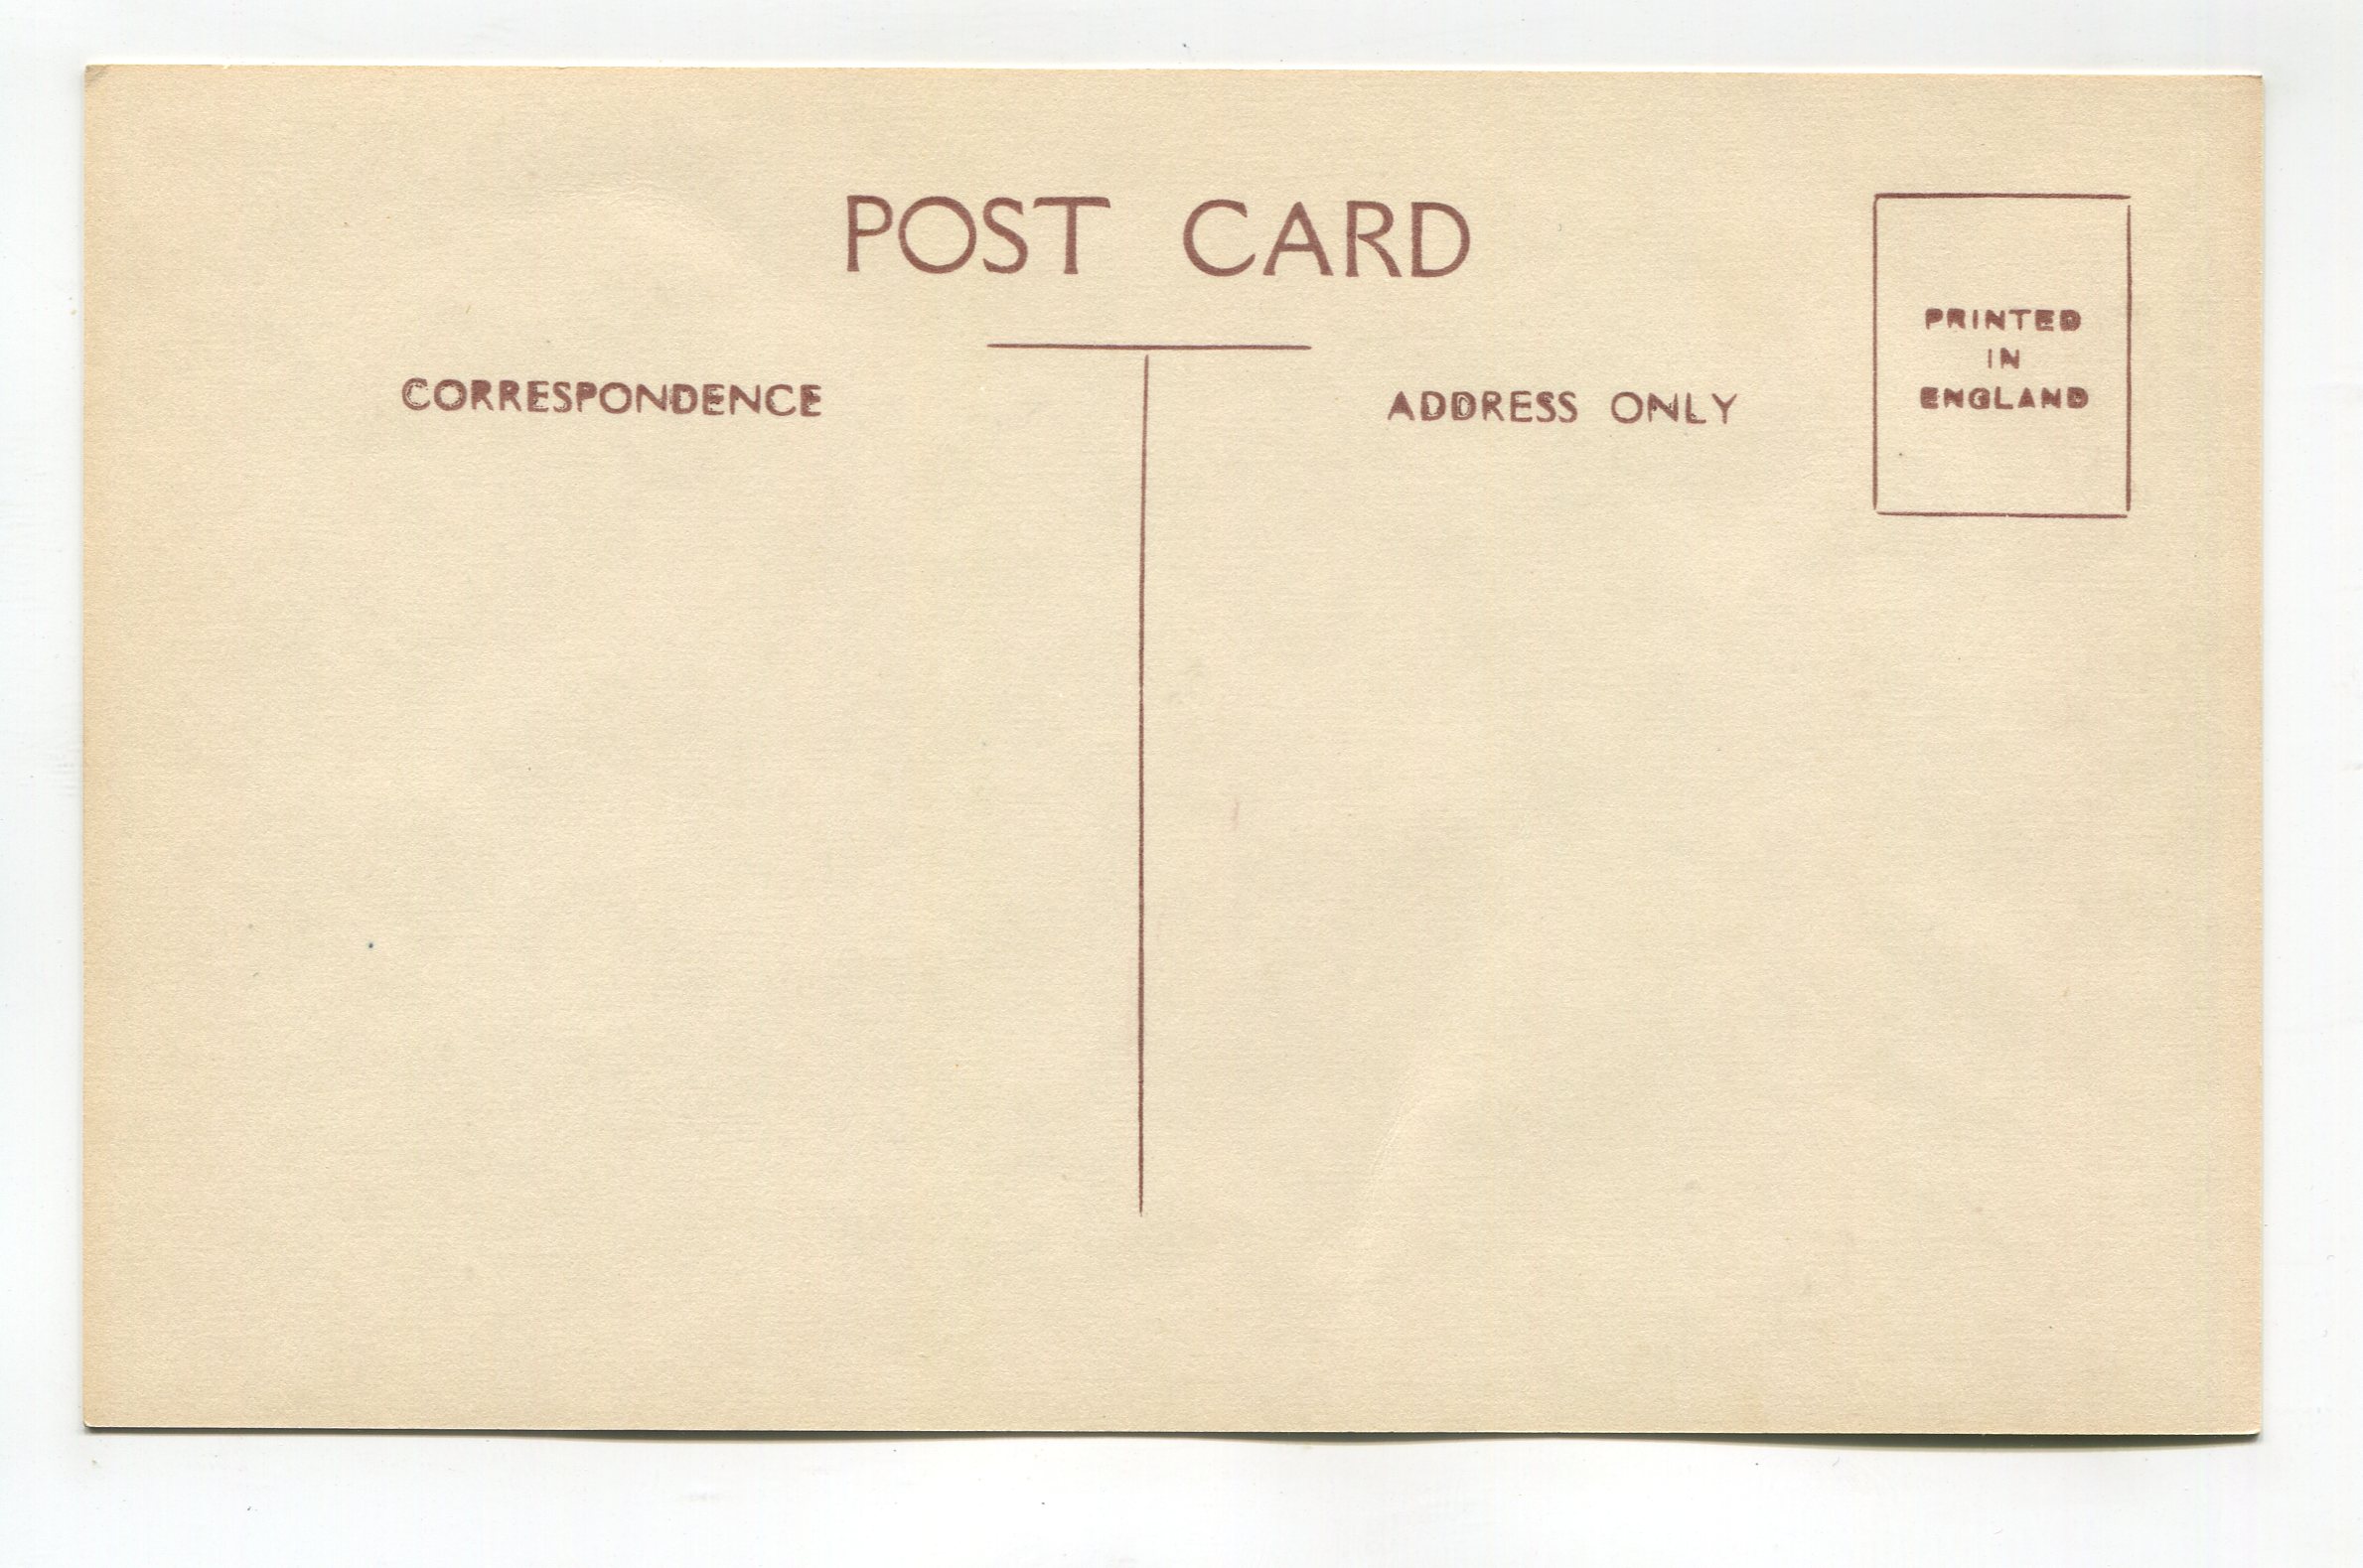 POST CARD
CORRESPONDENCE
ADDRESS ONLY
PRINTED
IN
ENGLAND